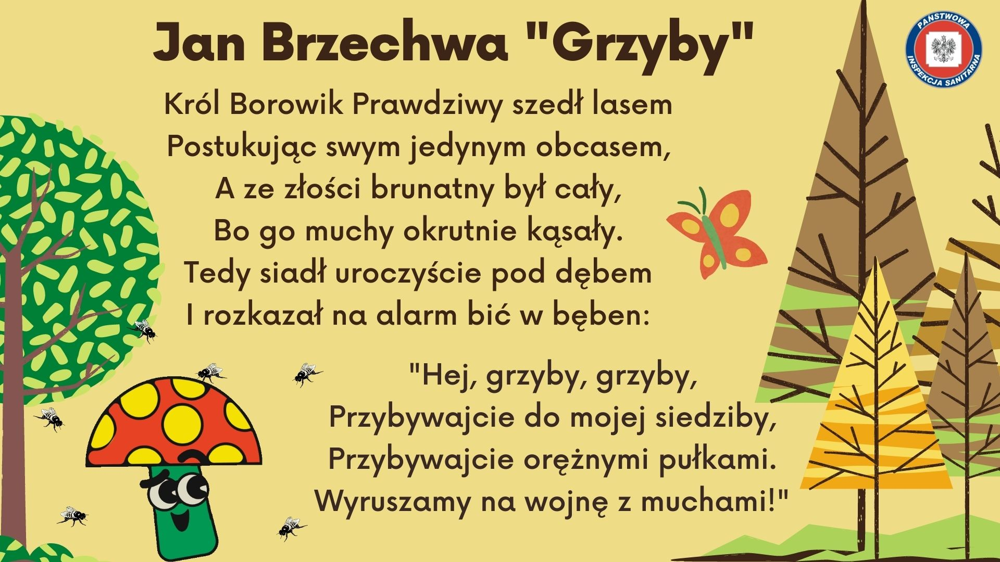 Jan Brzechwa "Grzyby"
PAŃSTWOWA
INSPEKCJA SANITARNA
Król Borowik Prawdziwy szedł lasem
Postukując swym jedynym obcasem,
A ze złości brunatny był cały,
Bo go muchy okrutnie kąsały.
Tedy siadł uroczyście pod dębem
I rozkazał na alarm bić w bęben:
"Hej, grzyby, grzyby,
Przybywajcie do mojej siedziby,
Przybywajcie orężnymi pułkami.
Wyruszamy na wojnę z muchami!"